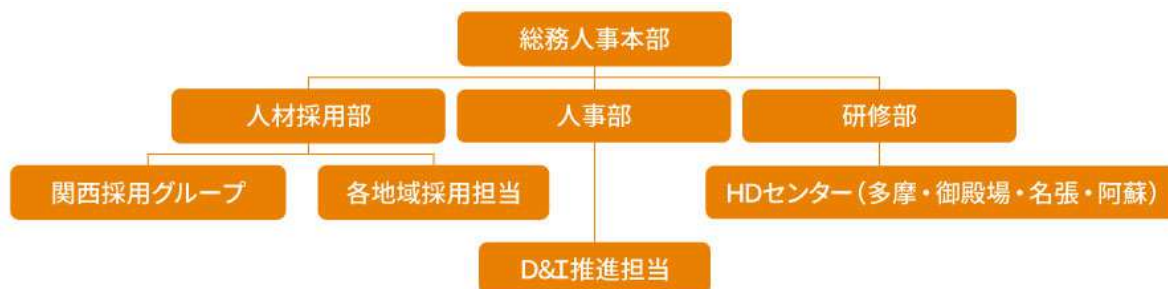 総務人事本部
人材採用部
人事部
研修部
関西採用グループ
各地域採用担当
HDセンター（多摩・御殿場・名張・阿蘇）
D&I推進担当